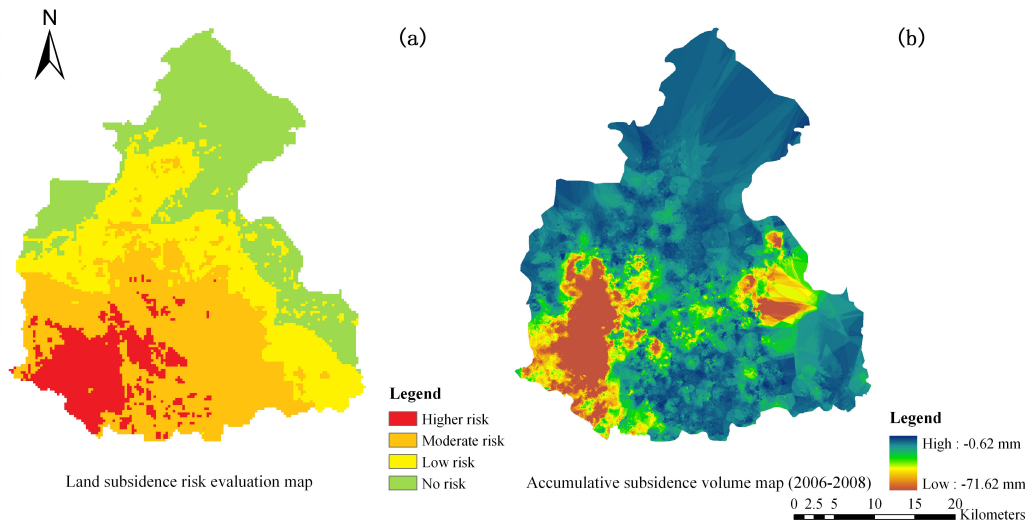 N
(a)
(b)
Legend
Higher risk
Moderate risk
Low risk
No risk
Land subsidence risk evaluation map
Legend
High : -0.62 mm
Low : -71.62 mm
Accumulative subsidence volume map (2006-2008)
0 2.5 5 10 15 20
Kilometers